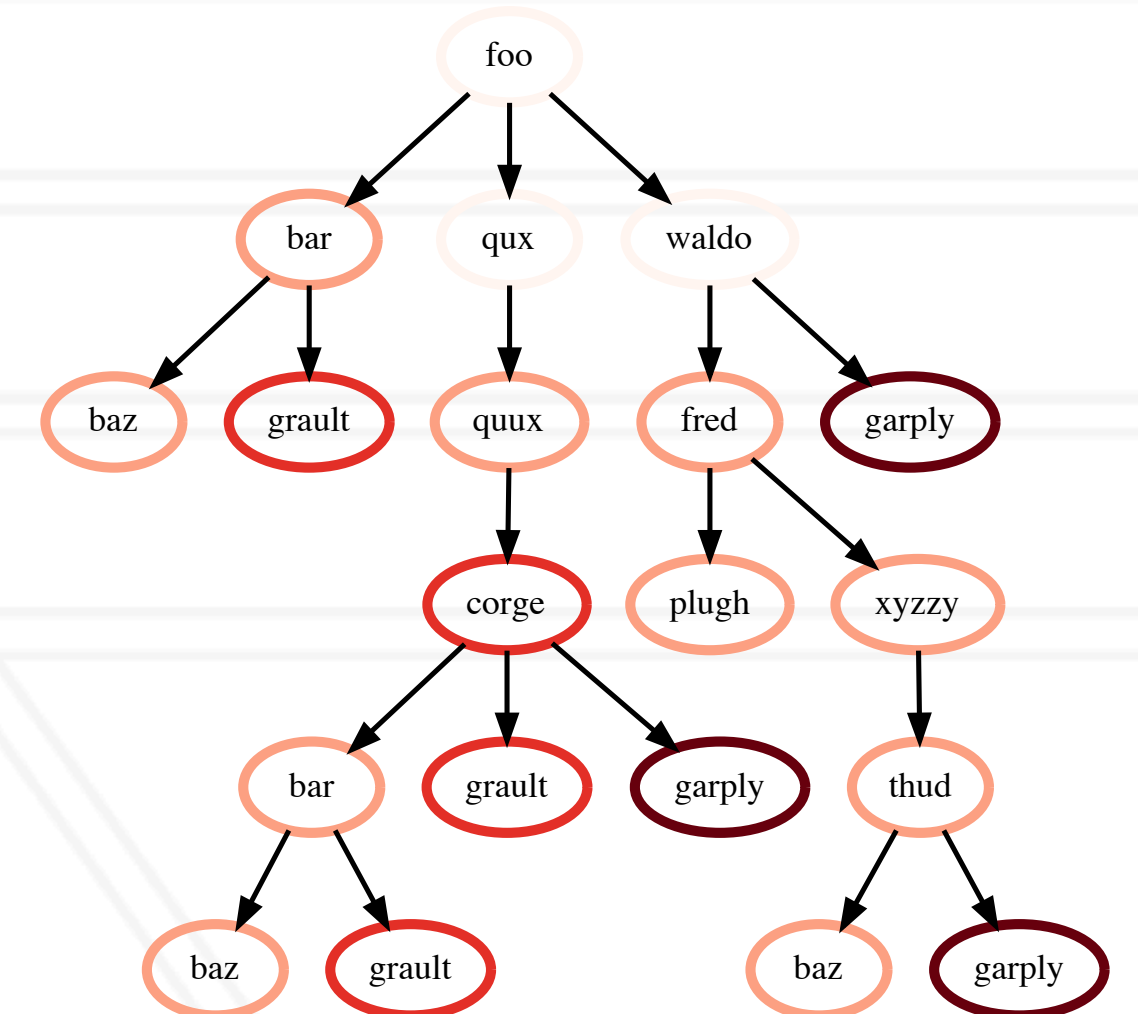 foo
bar qux waldo
baz grault quux fred garply
corge plugh xyzzy
bar grault garply thud
baz grault baz garply